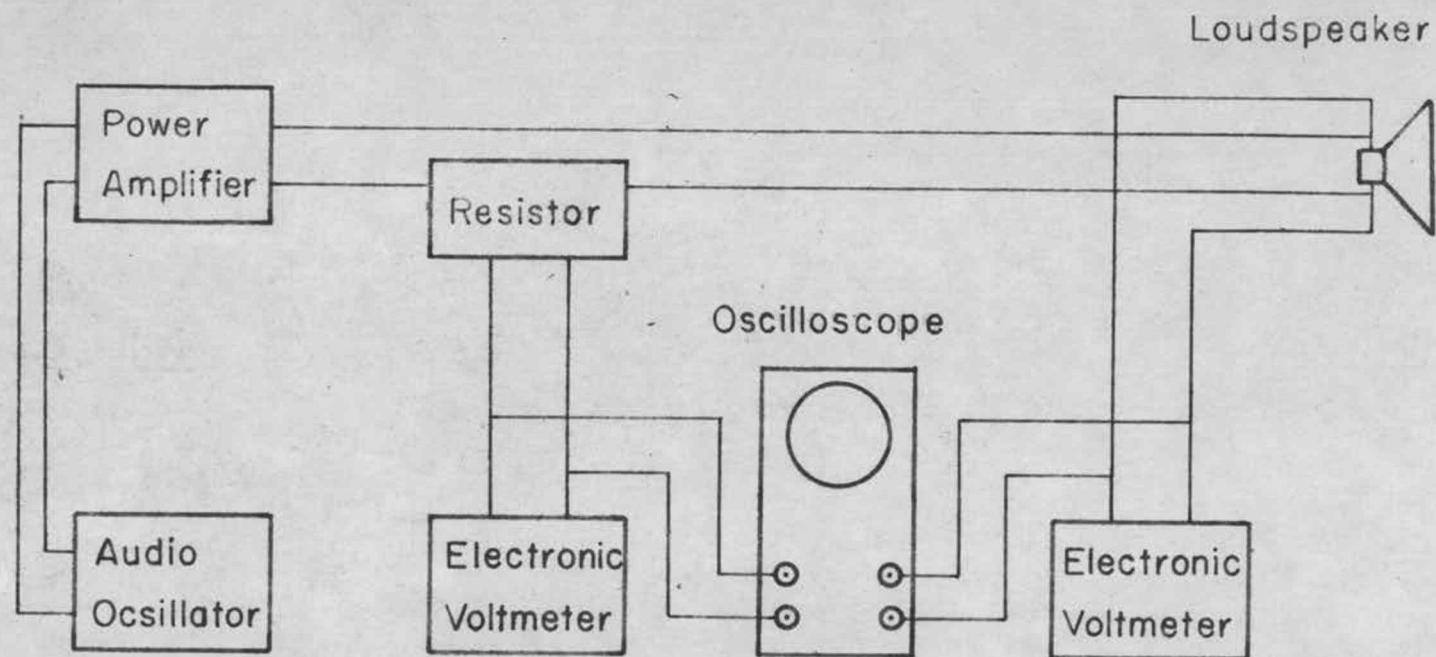 Loudspeaker
Power
Amplifier
Resistor
Oscilloscope
Audio
Ocsillator
Electronic
Voltmeter
Electronic
Voltmeter